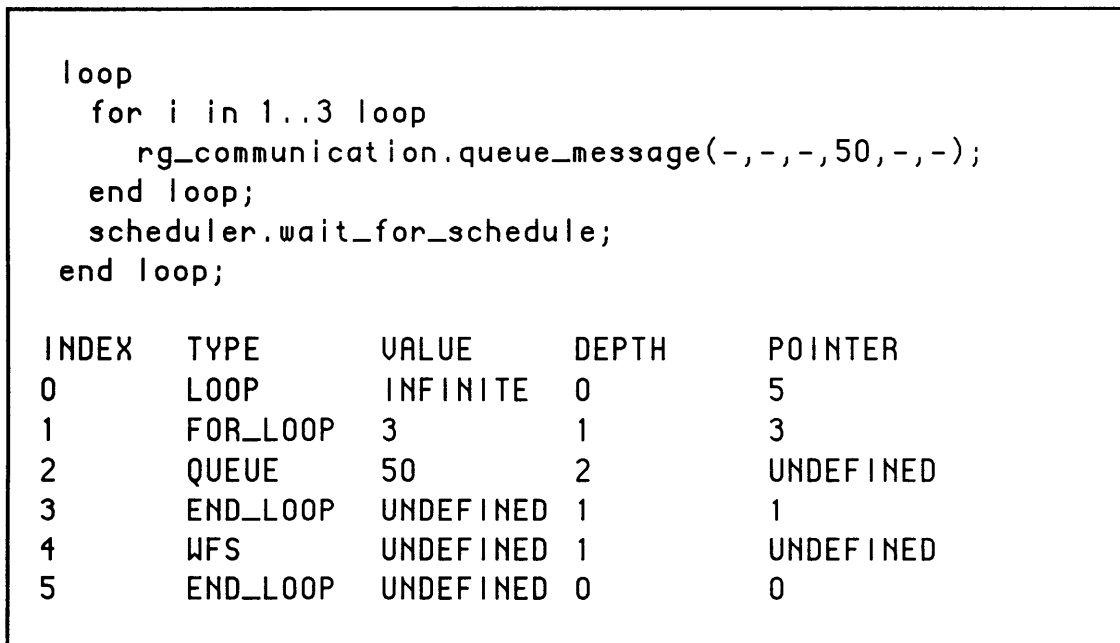 loop
for i in 1..3 loop
rg_communication.queue_message(-,-,-,50,-,-);
end loop;
scheduler.wait_for_schedule;
end loop;
INDEX TYPE VALUE DEPTH POINTER
0 LOOP INFINITE 0 5
1 FOR_LOOP 3 1 3
2 QUEUE 50 2 UNDEFINED
3 END_LOOP UNDEFINED 1 1
4 WFS UNDEFINED 1 UNDEFINED
5 END_LOOP UNDEFINED 0 0